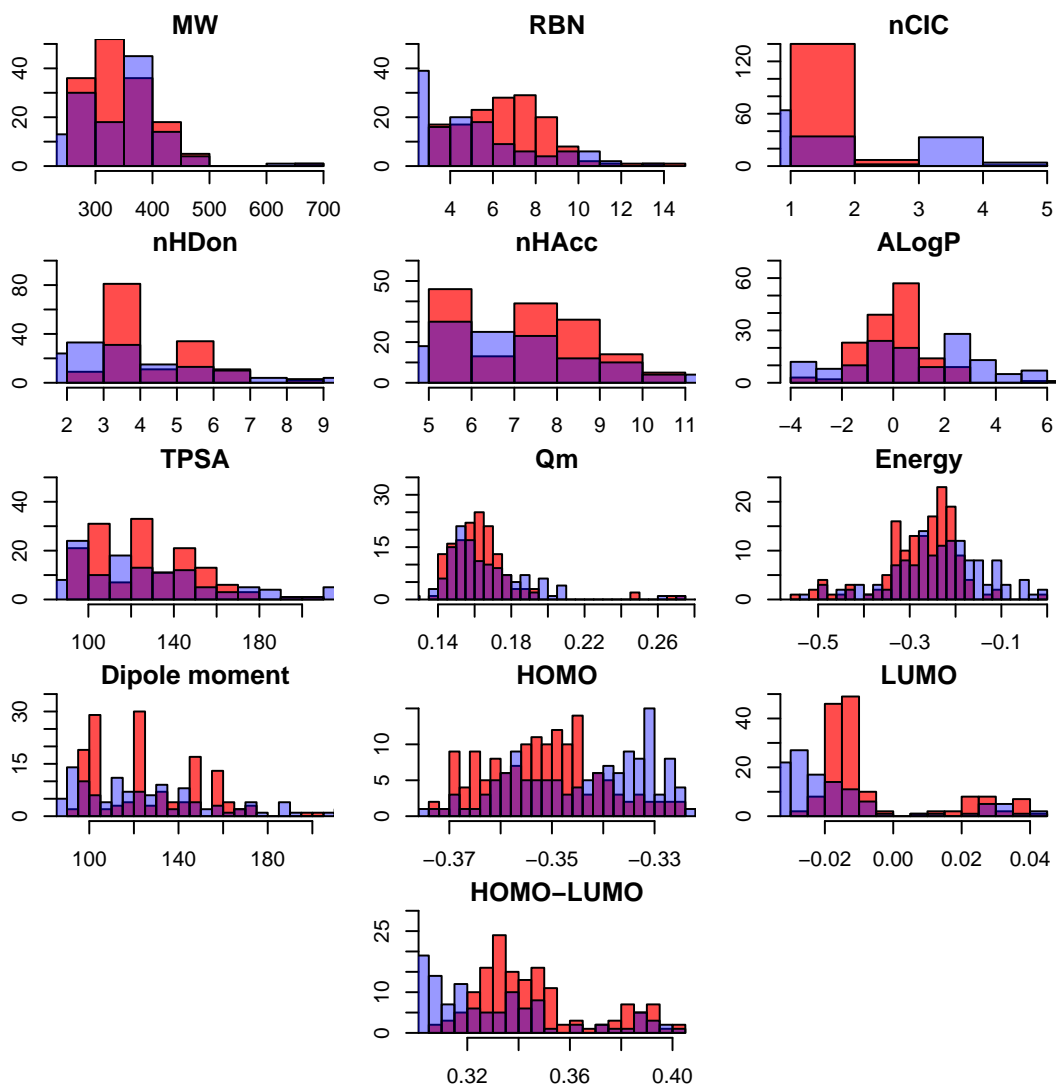 MW RBN nCIC
0 20 40
0 20 40
0 60 120
300 400 500 600 700
4 6 8 10 12 14
1 2 3 4 5
nHDon nHAcc ALogP
0 40 80
0 20 50
0 30 60
2 3 4 5 6 7 8 9
5 6 7 8 9 10 11
−4 −2 0 2 4 6
TPSA Qm Energy
0 20 40
0 15 30
0 10 20
100 140 180
0.14 0.18 0.22 0.26
−0.5 −0.3 −0.1
Dipole moment HOMO LUMO
0 15 30
0 5 10
0 20 40
100 140 180
−0.37 −0.35 −0.33
−0.02 0.00 0.02 0.04
HOMO−LUMO
0 10 25
0.32 0.36 0.40